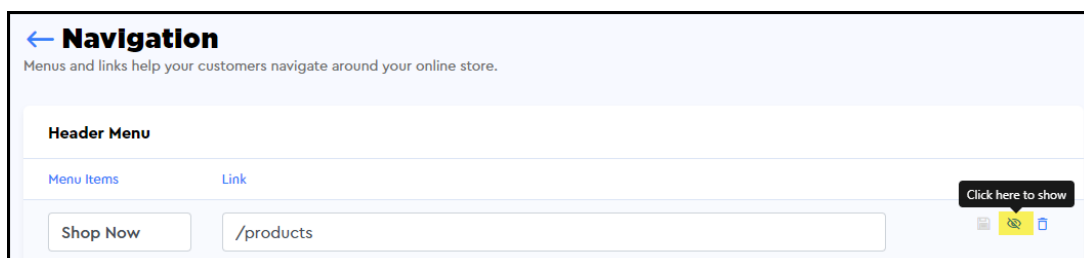 Navigation
Menus and links help your customers navigate around your online store.
Header Menu
Menu Items Link
Click here to show
Shop Now /products